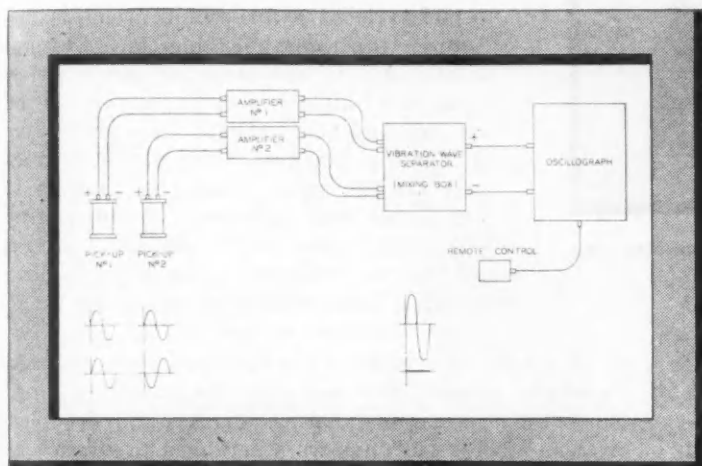 AMPLIFIER
Nº 1
AMPLIFIER
Nº 2
+ -
+ -
PICK-UP
Nº 1
PICK-UP
Nº 2
VIBRATION WAVE
SEPARATOR
(MIXING BOX)
+
-
OSCILLOGRAPH
REMOTE CONTROL